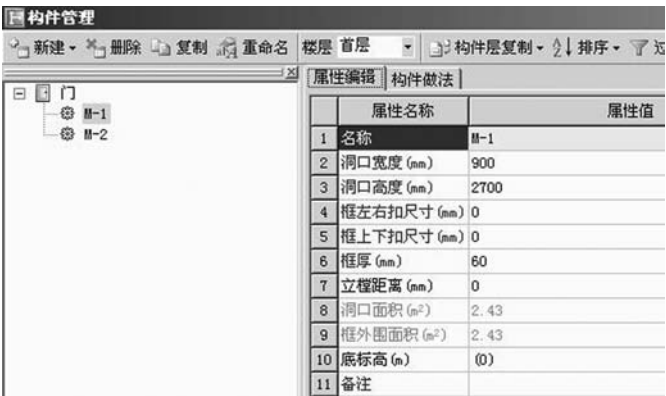 构件管理
新建 删除 复制 重命名 楼层 首层 构件层复制 排序 过
门
M-1
M-2
属性编辑 构件做法
属性名称 属性值
1 名称 M-1
2 洞口宽度(mm) 900
3 洞口高度(mm) 2700
4 框左右扣尺寸(mm) 0
5 框上下扣尺寸(mm) 0
6 框厚(mm) 60
7 立樘距离(mm) 0
8 洞口面积(m²) 2.43
9 框外围面积(m²) 2.43
10 底标高(m) (0)
11 备注